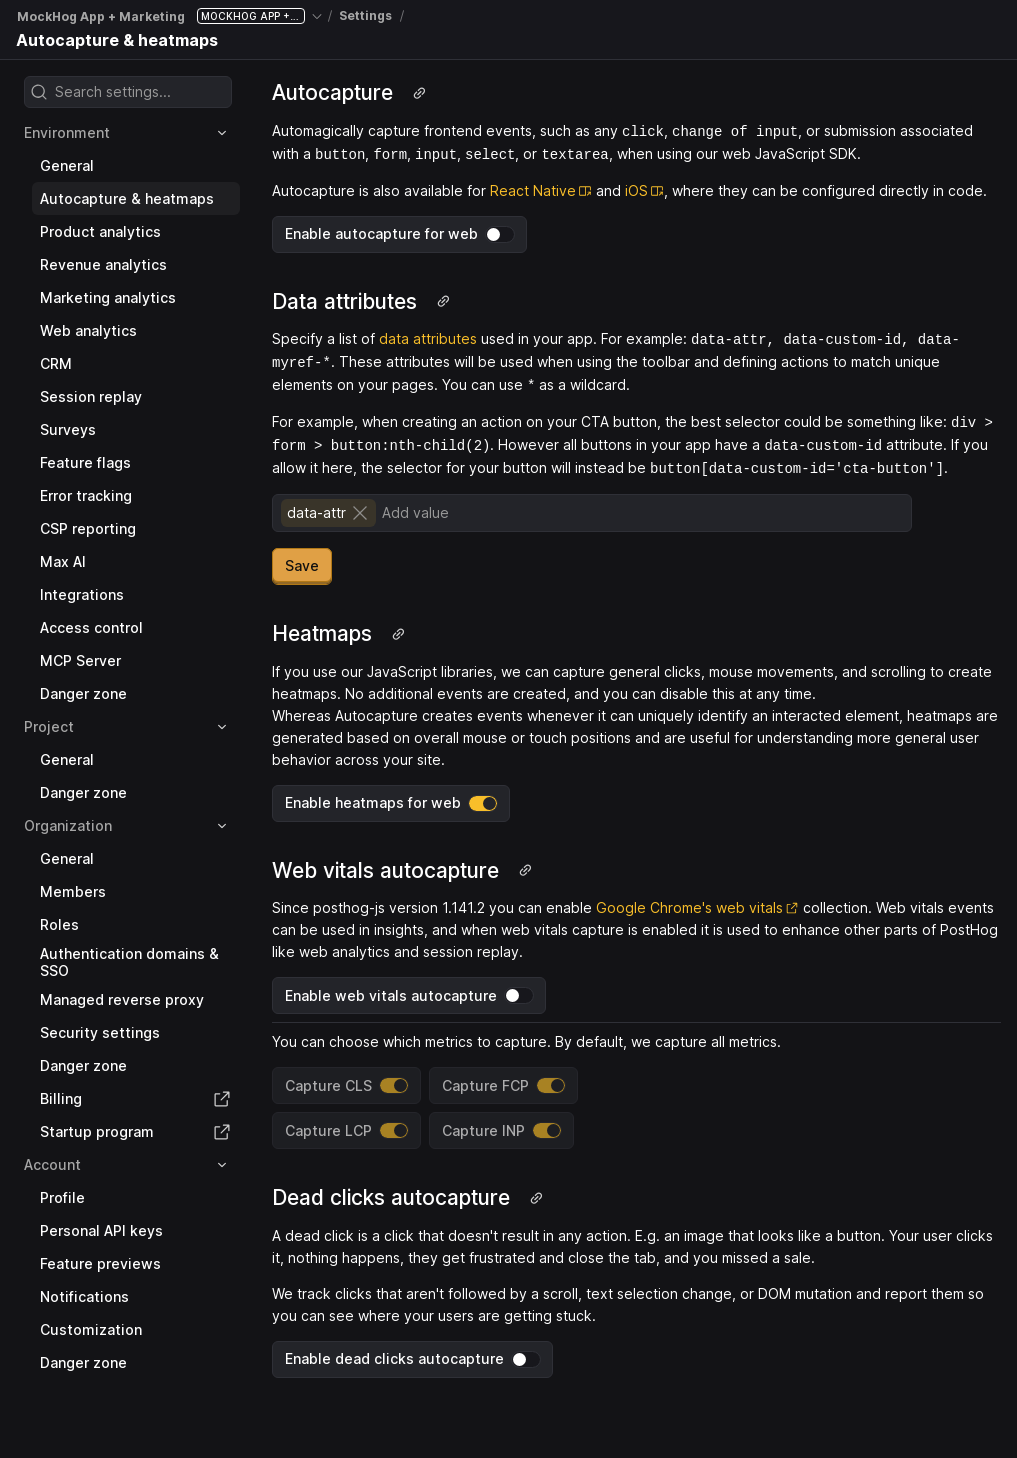 MockHog App + Marketing MOCKHOG APP +... / Settings /
Autocapture & heatmaps
Search settings...
Environment
General
Autocapture & heatmaps
Product analytics
Revenue analytics
Marketing analytics
Web analytics
CRM
Session replay
Surveys
Feature flags
Error tracking
CSP reporting
Max AI
Integrations
Access control
MCP Server
Danger zone
Project
General
Danger zone
Organization
General
Members
Roles
Authentication domains &
SSO
Managed reverse proxy
Security settings
Danger zone
Billing
Startup program
Account
Profile
Personal API keys
Feature previews
Notifications
Customization
Danger zone
Autocapture
Automagically capture frontend events, such as any click, change of input, or submission associated
with a button, form, input, select, or textarea, when using our web JavaScript SDK.
Autocapture is also available for React Native and iOS, where they can be configured directly in code.
Enable autocapture for web
Data attributes
Specify a list of data attributes used in your app. For example: data-attr, data-custom-id, data-
myref-*. These attributes will be used when using the toolbar and defining actions to match unique
elements on your pages. You can use * as a wildcard.
For example, when creating an action on your CTA button, the best selector could be something like: div >
form > button:nth-child(2). However all buttons in your app have a data-custom-id attribute. If you
allow it here, the selector for your button will instead be button[data-custom-id='cta-button'].
data-attr Add value
Save
Heatmaps
If you use our JavaScript libraries, we can capture general clicks, mouse movements, and scrolling to create
heatmaps. No additional events are created, and you can disable this at any time.
Whereas Autocapture creates events whenever it can uniquely identify an interacted element, heatmaps are
generated based on overall mouse or touch positions and are useful for understanding more general user
behavior across your site.
Enable heatmaps for web
Web vitals autocapture
Since posthog-js version 1.141.2 you can enable Google Chrome's web vitals collection. Web vitals events
can be used in insights, and when web vitals capture is enabled it is used to enhance other parts of PostHog
like web analytics and session replay.
Enable web vitals autocapture
You can choose which metrics to capture. By default, we capture all metrics.
Capture CLS Capture FCP
Capture LCP Capture INP
Dead clicks autocapture
A dead click is a click that doesn't result in any action. E.g. an image that looks like a button. Your user clicks
it, nothing happens, they get frustrated and close the tab, and you missed a sale.
We track clicks that aren't followed by a scroll, text selection change, or DOM mutation and report them so
you can see where your users are getting stuck.
Enable dead clicks autocapture